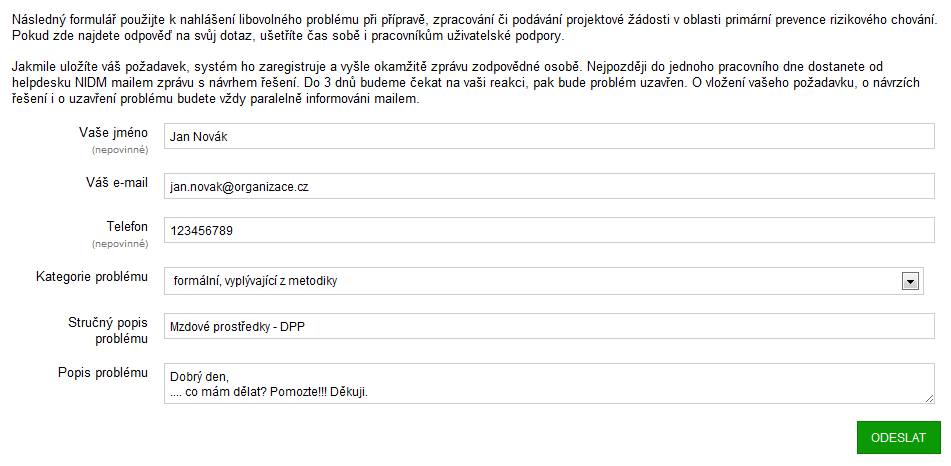 Následný formulář použijte k nahlášení libovolného problému při přípravě, zpracování či podávání projektové žádosti v oblasti primární prevence rizikového chování.
Pokud zde najdete odpověď na svůj dotaz, ušetříte čas sobě i pracovníkům uživatelské podpory.
Jakmile uložíte váš požadavek, systém ho zaregistruje a vyšle okamžitě zprávu zodpovědné osobě. Nejpozději do jednoho pracovního dne dostanete od
helpdesku NIDM mailem zprávu s návrhem řešení. Do 3 dnů budeme čekat na vaši reakci, pak bude problém uzavřen. O vložení vašeho požadavku, o návrzích
řešení i o uzavření problému budete vždy paralelně informováni mailem.
Vaše jméno
(nepovinné)
Jan Novák
Váš e-mail
jan.novak@organizace.cz
Telefon
(nepovinné)
123456789
Kategorie problému
formální, vyplývající z metodiky
Stručný popis
problému
Mzdové prostředky - DPP
Popis problému
Dobrý den,
.... co mám dělat? Pomozte!!! Děkuji.
ODESLAT